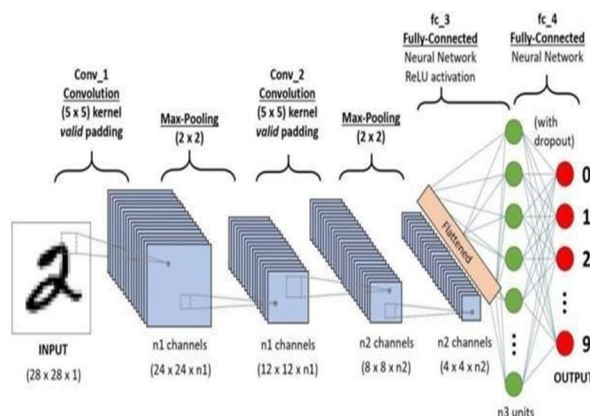 fc_3
Fully-Connected
Neural Network
ReLU activation
fc_4
Fully-Connected
Neural Network
Conv_1
Convolution
(5 x 5) kernel
valid padding
Max-Pooling
(2 x 2)
Conv_2
Convolution
(5 x 5) kernel
valid padding
Max-Pooling
(2 x 2)
(with
dropout)
Flattened
0
1
2
9
2
INPUT
(28 x 28 x 1)
n1 channels
(24 x 24 x n1)
n1 channels
(12 x 12 x n1)
n2 channels
(8 x 8 x n2)
n2 channels
(4 x 4 x n2)
OUTPUT
n3 units